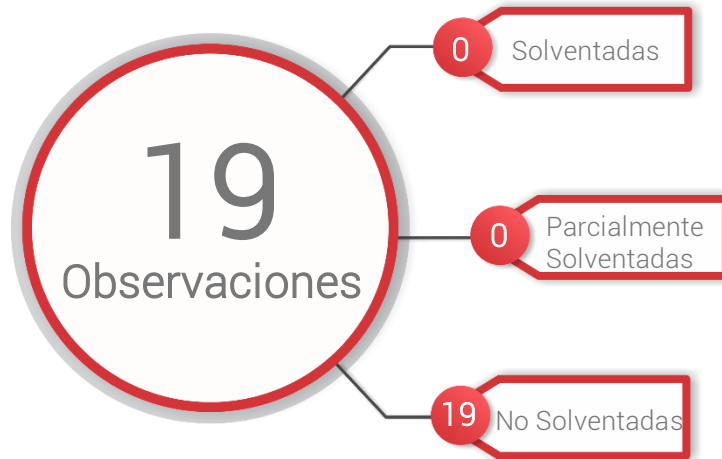 19
Observaciones
0
Solventadas
0
Parcialmente
Solventadas
19
No Solventadas